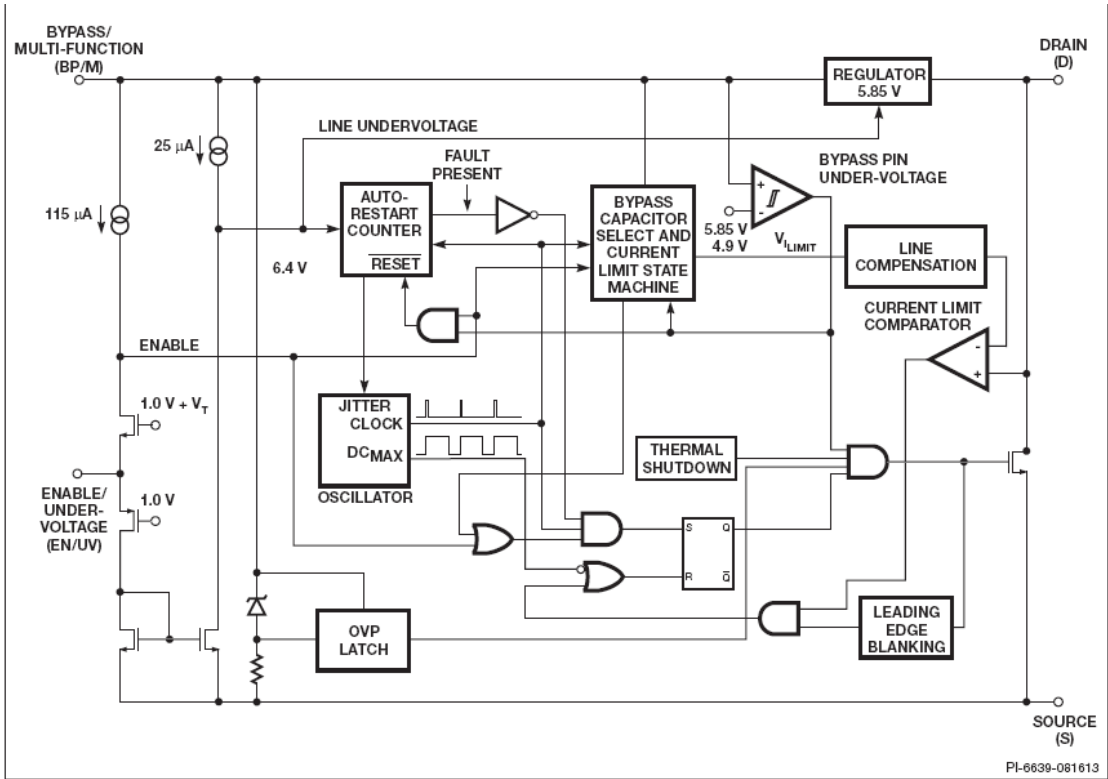 BYPASS/
MULTI-FUNCTION
(BP/M)
DRAIN
(D)
REGULATOR
5.85 V
LINE UNDERVOLTAGE
25 µA
FAULT
PRESENT
BYPASS PIN
UNDER-VOLTAGE
115 µA
AUTO-
RESTART
COUNTER
RESET
6.4 V
BYPASS
CAPACITOR
SELECT AND
CURRENT
LIMIT STATE
MACHINE
+
-
5.85 V
4.9 V
VILIMIT
LINE
COMPENSATION
CURRENT LIMIT
COMPARATOR
-
+
ENABLE
1.0 V + VT
JITTER
CLOCK
DCMAX
OSCILLATOR
THERMAL
SHUTDOWN
ENABLE/
UNDER-
VOLTAGE
(EN/UV)
1.0 V
S Q
R Q̅
OVP
LATCH
LEADING
EDGE
BLANKING
SOURCE
(S)
PI-6639-081613